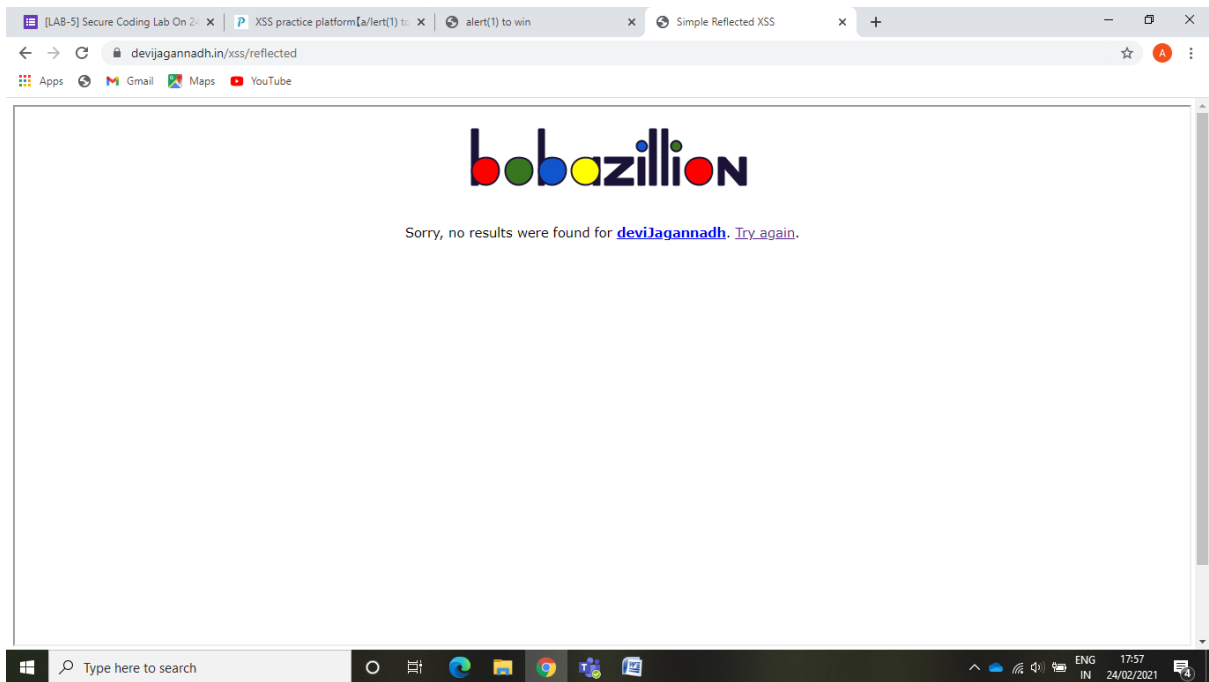 [LAB-5] Secure Coding Lab On 24
XSS practice platform【a/lert(1) to
alert(1) to win
Simple Reflected XSS
devijagannadh.in/xss/reflected
A
Apps
Gmail
Maps
YouTube
bobazillion
Sorry, no results were found for deviJagannadh. Try again.
Type here to search
ENG
IN
17:57
24/02/2021
4